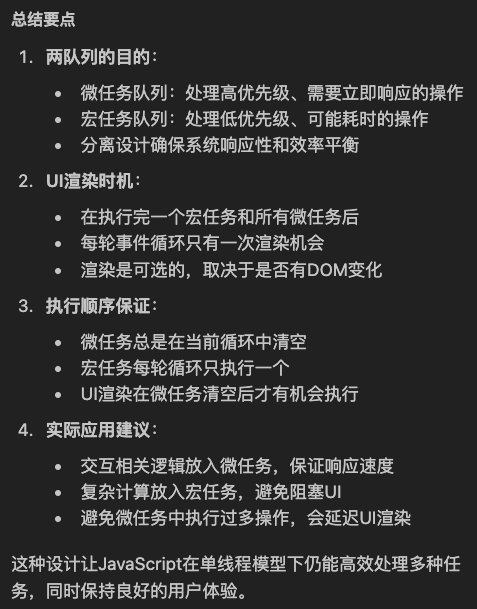 总结要点
1. 两队列的目的：
• 微任务队列：处理高优先级、需要立即响应的操作
• 宏任务队列：处理低优先级、可能耗时的操作
• 分离设计确保系统响应性和效率平衡
2. UI渲染时机：
• 在执行完一个宏任务和所有微任务后
• 每轮事件循环只有一次渲染机会
• 渲染是可选的，取决于是否有DOM变化
3. 执行顺序保证：
• 微任务总是在当前循环中清空
• 宏任务每轮循环只执行一个
• UI渲染在微任务清空后才有机会执行
4. 实际应用建议：
• 交互相关逻辑放入微任务，保证响应速度
• 复杂计算放入宏任务，避免阻塞UI
• 避免微任务中执行过多操作，会延迟UI渲染
这种设计让JavaScript在单线程模型下仍能高效处理多种任
务，同时保持良好的用户体验。